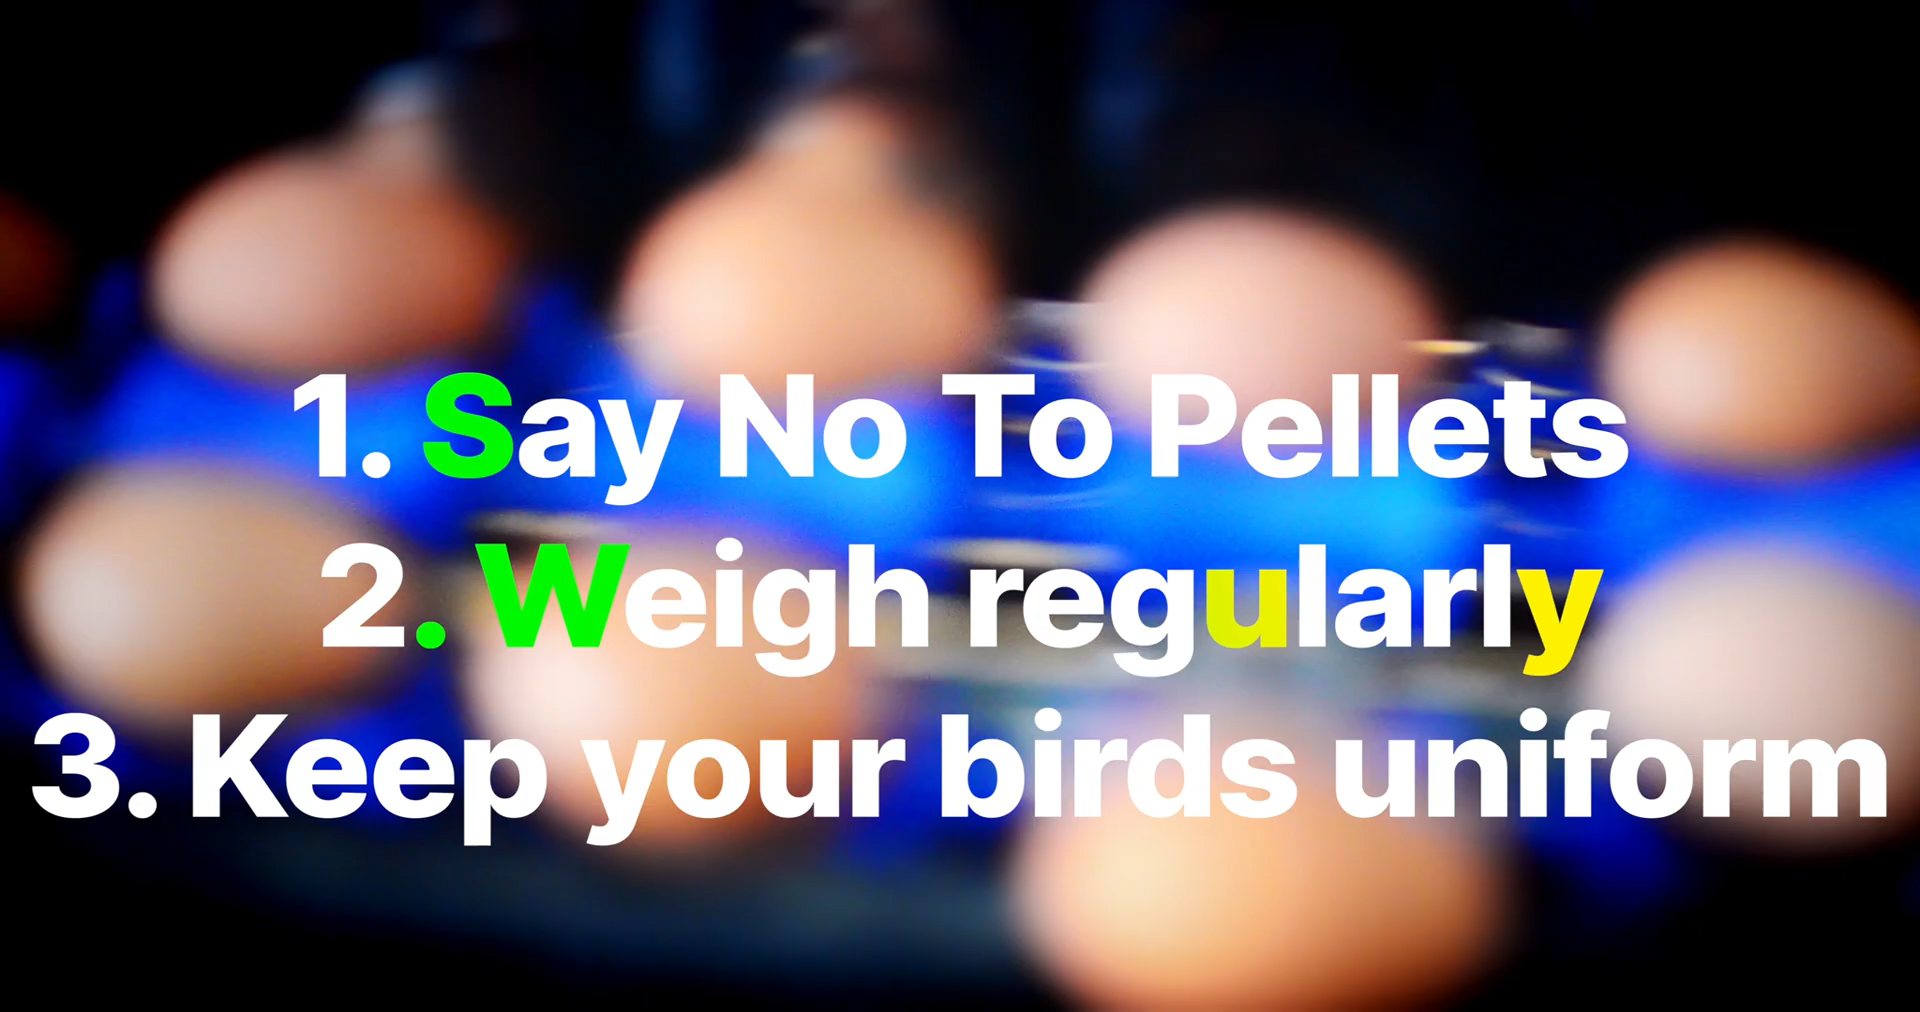 1. Say No To Pellets
2. Weigh regularly
3. Keep your birds uniform